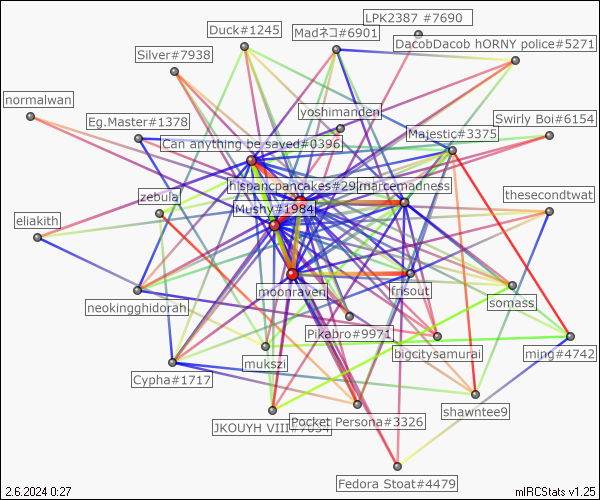 LPK2387 #7690
Duck#1245
Madネコ#6901
DacobDacob hORNY police#5271
Silver#7938
normalwan
yoshimanden
Eg.Master#1378
Swirly Boi#6154
Majestic#3375
Can anything be saved#0396
hispancpancakes#29
marcemadness
zebula
thesecondtwat
Mushy#1984
eliakith
moonraven
frisout
neokingghidorah
somass
Pikabro#9971
mukszi
bigcitysamurai
ming#4742
Cypha#1717
shawntee9
JKOUYH VIII#7654
Pocket Persona#3326
Fedora Stoat#4479
2.6.2024 0:27
mIRCStats v1.25